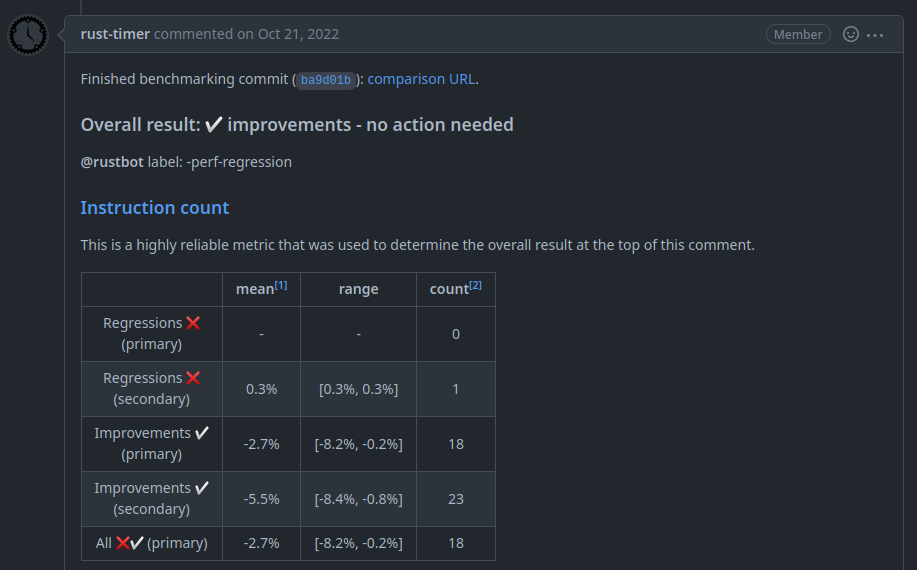 rust-timer commented on Oct 21, 2022 Member
Finished benchmarking commit (ba9d01b): comparison URL.
Overall result: ✔ improvements - no action needed
@rustbot label: -perf-regression
Instruction count
This is a highly reliable metric that was used to determine the overall result at the top of this comment.
mean[1] range count[2]
Regressions ❌
(primary) - - 0
Regressions ❌
(secondary) 0.3% [0.3%, 0.3%] 1
Improvements ✔
(primary) -2.7% [-8.2%, -0.2%] 18
Improvements ✔
(secondary) -5.5% [-8.4%, -0.8%] 23
All ❌✔ (primary) -2.7% [-8.2%, -0.2%] 18